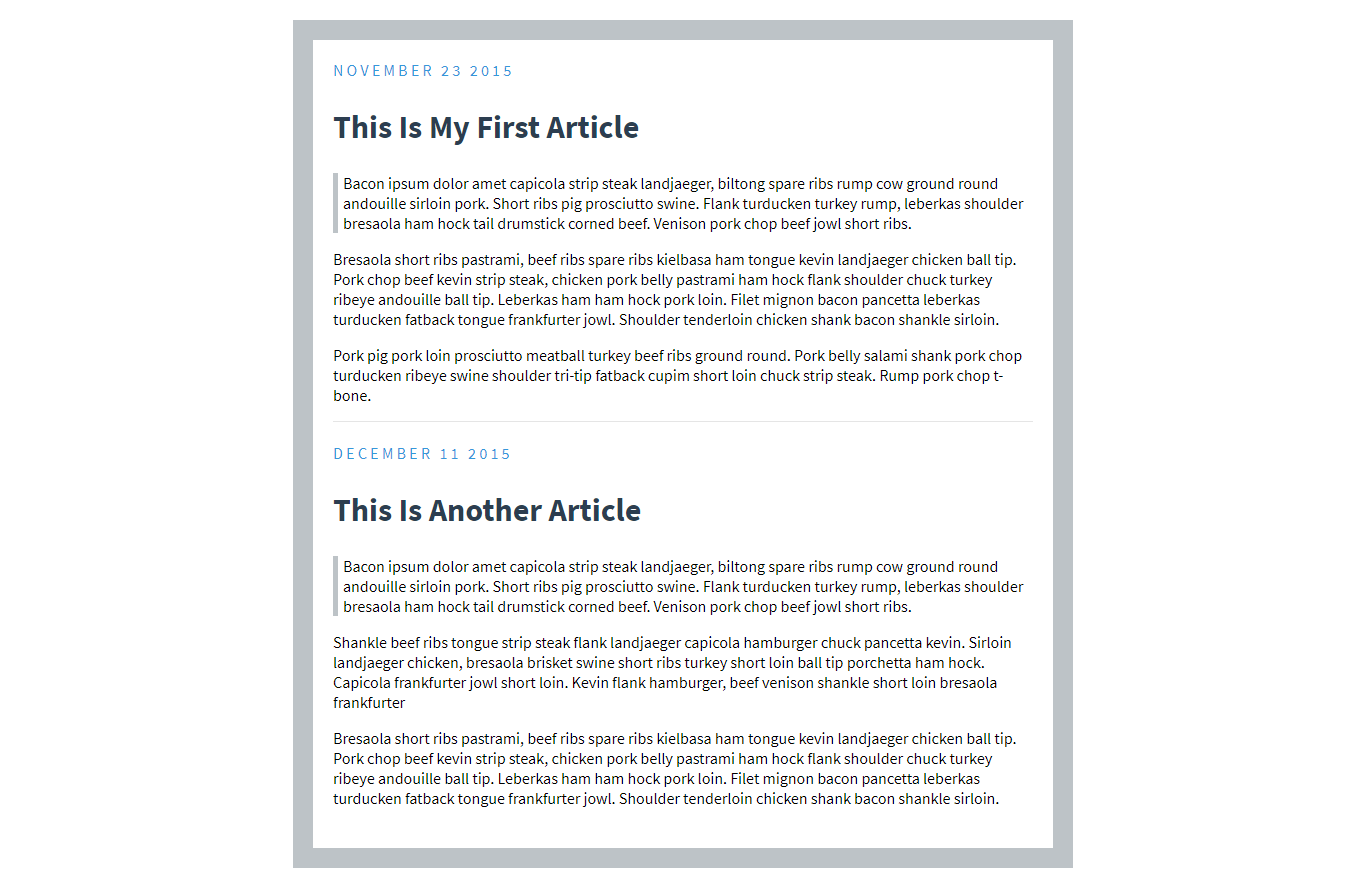 NOVEMBER 23 2015
This Is My First Article
Bacon ipsum dolor amet capicola strip steak landjaeger, biltong spare ribs rump cow ground round
andouille sirloin pork. Short ribs pig prosciutto swine. Flank turducken turkey rump, leberkas shoulder
bresaola ham hock tail drumstick corned beef. Venison pork chop beef jowl short ribs.
Bresaola short ribs pastrami, beef ribs spare ribs kielbasa ham tongue kevin landjaeger chicken ball tip.
Pork chop beef kevin strip steak, chicken pork belly pastrami ham hock flank shoulder chuck turkey
ribeye andouille ball tip. Leberkas ham ham hock pork loin. Filet mignon bacon pancetta leberkas
turducken fatback tongue frankfurter jowl. Shoulder tenderloin chicken shank bacon shankle sirloin.
Pork pig pork loin prosciutto meatball turkey beef ribs ground round. Pork belly salami shank pork chop
turducken ribeye swine shoulder tri-tip fatback cupim short loin chuck strip steak. Rump pork chop t-
bone.
DECEMBER 11 2015
This Is Another Article
Bacon ipsum dolor amet capicola strip steak landjaeger, biltong spare ribs rump cow ground round
andouille sirloin pork. Short ribs pig prosciutto swine. Flank turducken turkey rump, leberkas shoulder
bresaola ham hock tail drumstick corned beef. Venison pork chop beef jowl short ribs.
Shankle beef ribs tongue strip steak flank landjaeger capicola hamburger chuck pancetta kevin. Sirloin
landjaeger chicken, bresaola brisket swine short ribs turkey short loin ball tip porchetta ham hock.
Capicola frankfurter jowl short loin. Kevin flank hamburger, beef venison shankle short loin bresaola
frankfurter
Bresaola short ribs pastrami, beef ribs spare ribs kielbasa ham tongue kevin landjaeger chicken ball tip.
Pork chop beef kevin strip steak, chicken pork belly pastrami ham hock flank shoulder chuck turkey
ribeye andouille ball tip. Leberkas ham ham hock pork loin. Filet mignon bacon pancetta leberkas
turducken fatback tongue frankfurter jowl. Shoulder tenderloin chicken shank bacon shankle sirloin.